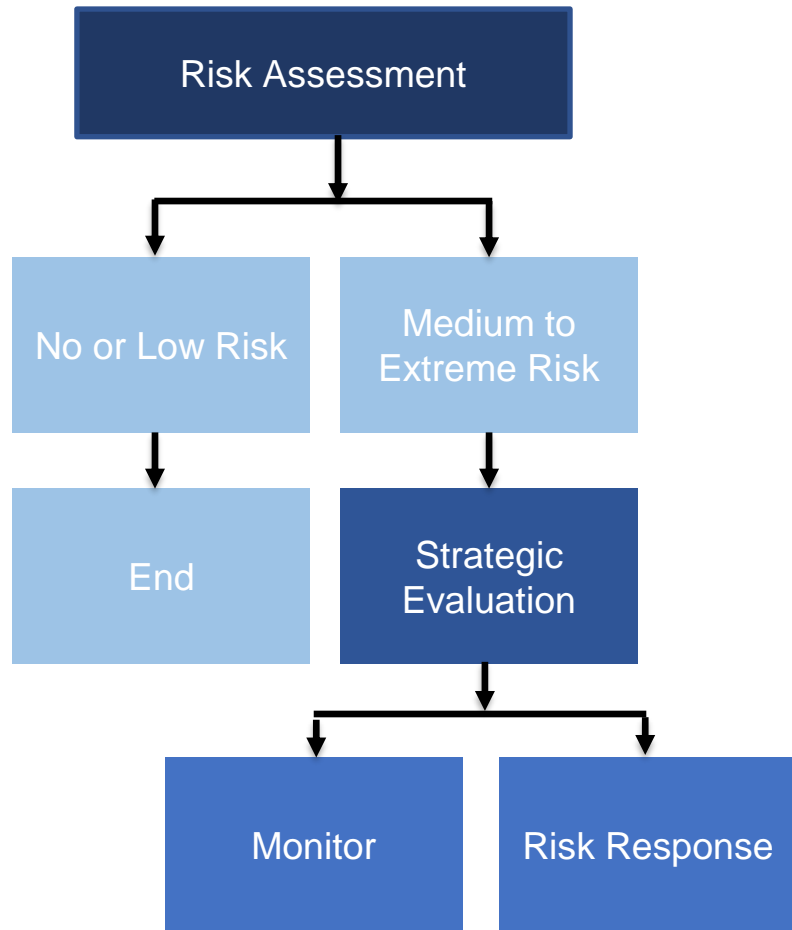 Risk Assessment
No or Low Risk
Medium to
Extreme Risk
End
Strategic
Evaluation
Monitor
Risk Response